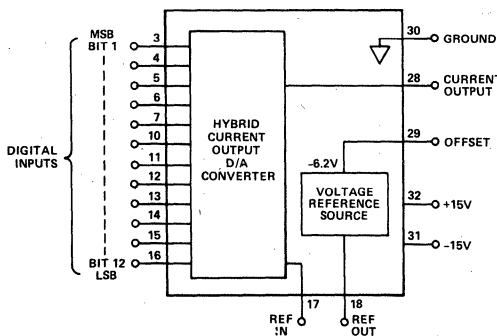 MSB
BIT 1
3
4
5
6
7
10
11
12
13
14
15
16
BIT 12
LSB
DIGITAL
INPUTS
HYBRID
CURRENT
OUTPUT
D/A
CONVERTER
30
GROUND
28
CURRENT
OUTPUT
29
OFFSET
-6.2V
VOLTAGE
REFERENCE
SOURCE
32
+15V
31
-15V
17
18
REF
IN
REF
OUT